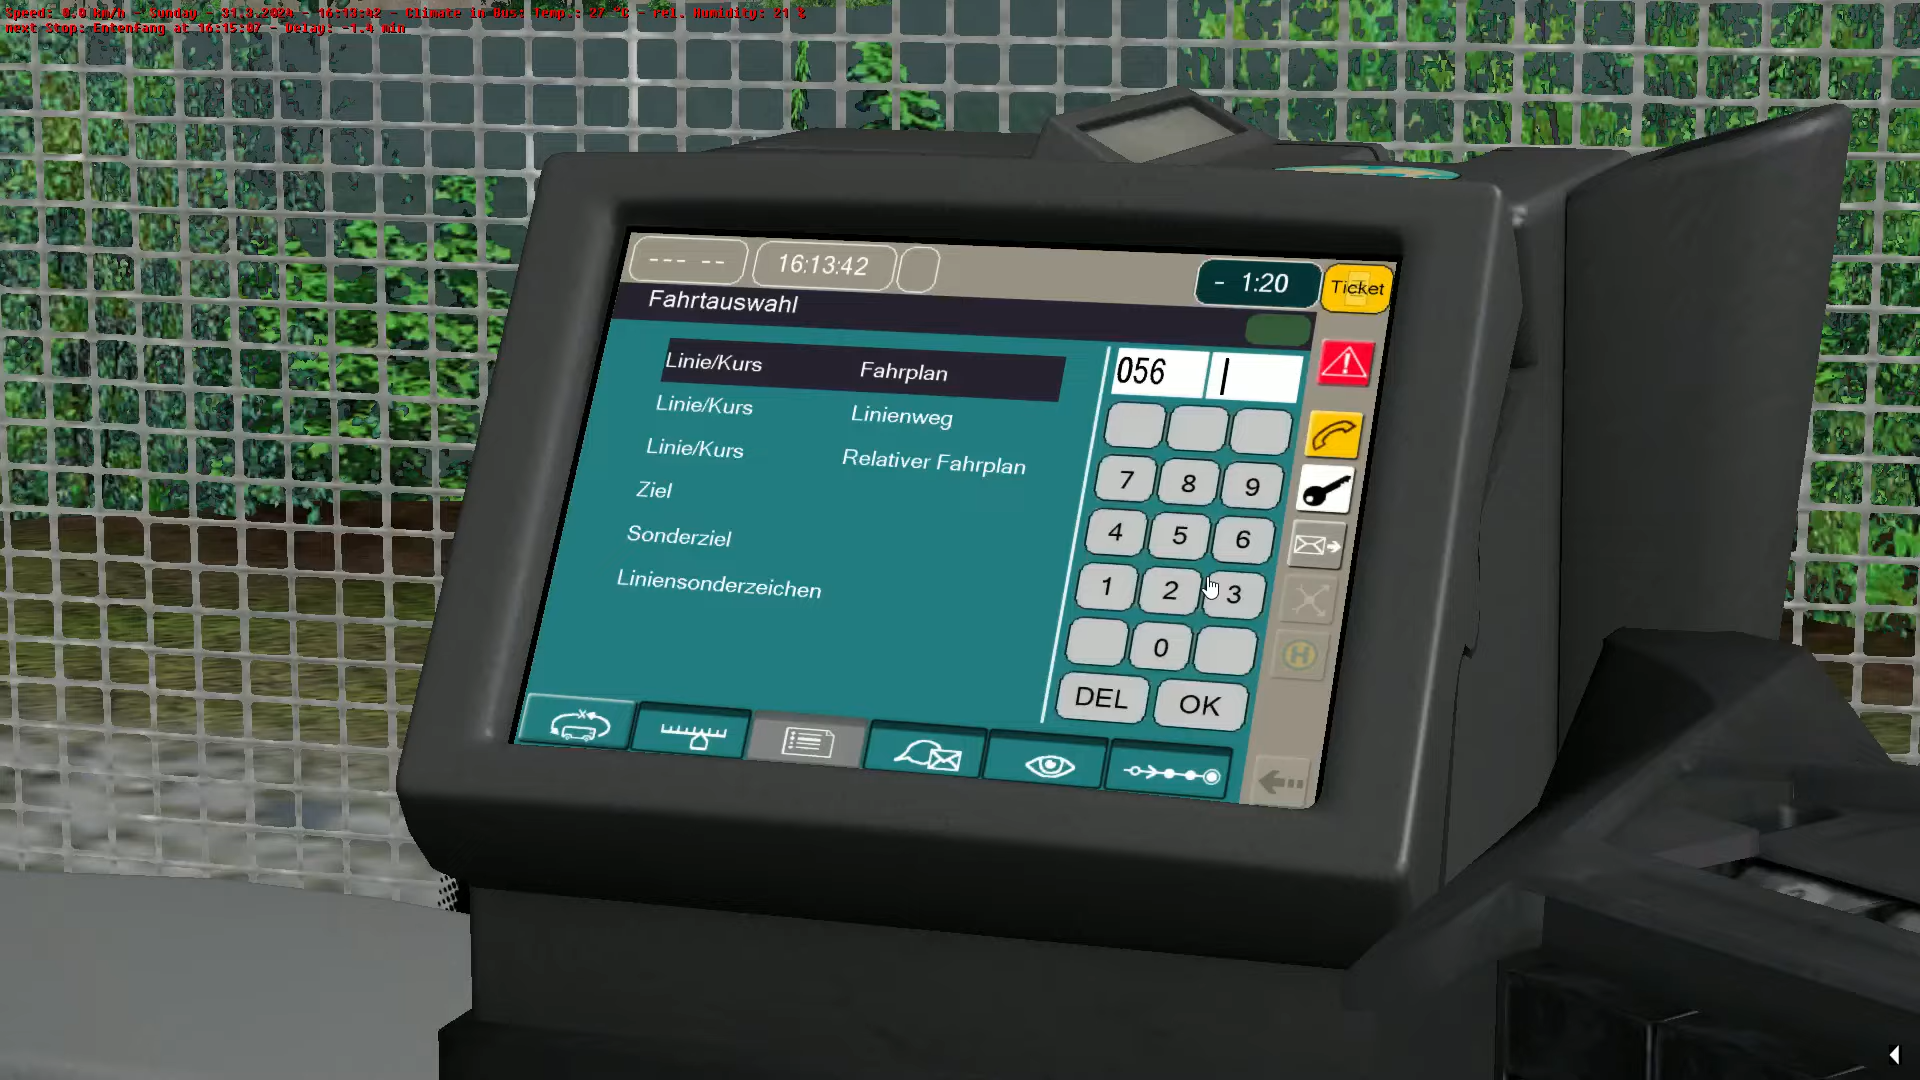 Speed: 0.0 km/h - Sunday - 31.3.2024 - 16:13:42 - Climate in Bus: Temp.: 27 °C - rel. Humidity: 21 %
next Stop: Entenfang at 16:15:07 - Delay: -1.4 min
--- -- 16:13:42 - 1:20 Ticket
Fahrtauswahl
Linie/Kurs Fahrplan 056
Linie/Kurs Linienweg
Linie/Kurs Relativer Fahrplan
Ziel
Sonderziel
Liniensonderzeichen
7 8 9
4 5 6
1 2 3
0
DEL OK
H